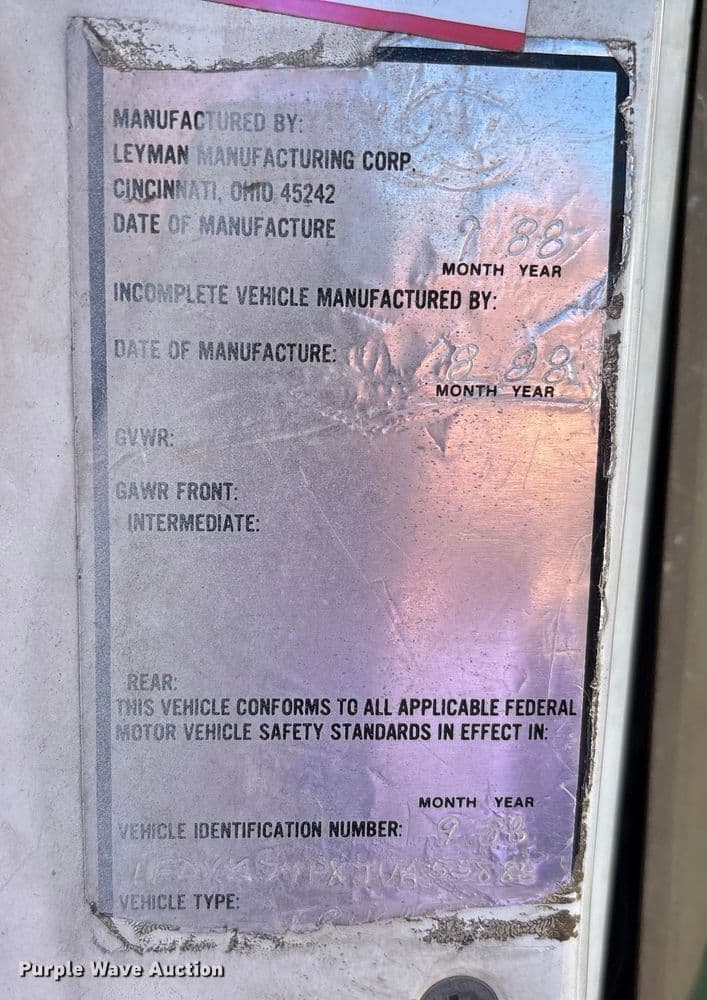 MANUFACTURED BY:
LEYMAN MANUFACTURING CORP.
CINCINNATI, OHIO 45242
DATE OF MANUFACTURE 9 88
MONTH YEAR
INCOMPLETE VEHICLE MANUFACTURED BY:
DATE OF MANUFACTURE: 8 88
MONTH YEAR
GVWR:
GAWR FRONT:
INTERMEDIATE:
REAR:
THIS VEHICLE CONFORMS TO ALL APPLICABLE FEDERAL
MOTOR VEHICLE SAFETY STANDARDS IN EFFECT IN:
MONTH YEAR
VEHICLE IDENTIFICATION NUMBER: 9 88
VEHICLE TYPE:
Purple Wave Auction